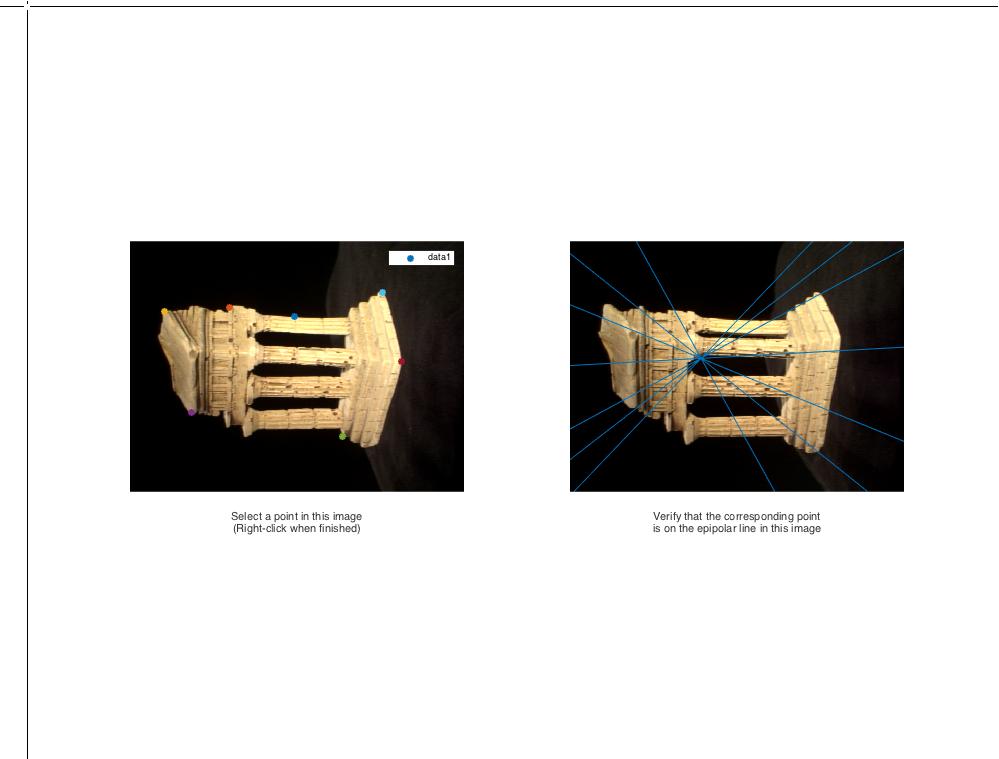 data1
Select a point in this image
(Right-click when finished)
Verify that the corresponding point
is on the epipolar line in this image